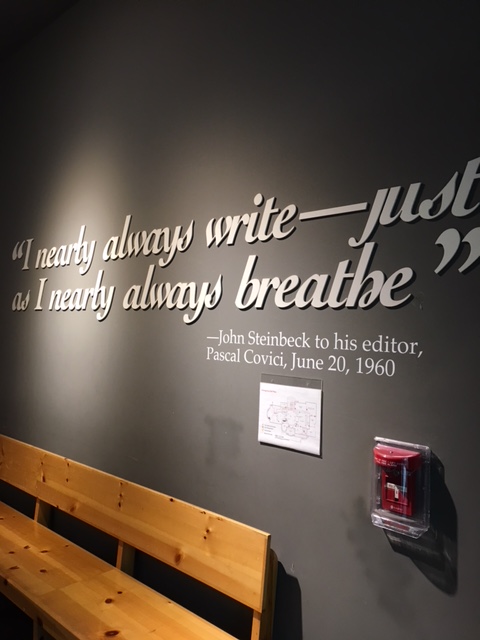 “I nearly always write—just
as I nearly always breathe”
—John Steinbeck to his editor,
Pascal Covici, June 20, 1960